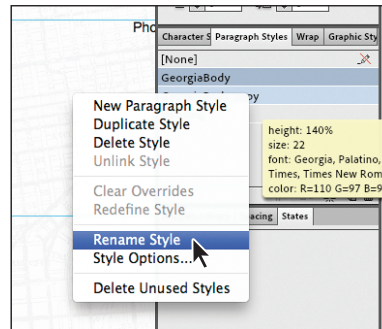 Pho
Character S Paragraph Styles Wrap Graphic Sty
[None]
GeorgiaBody
py
New Paragraph Style
Duplicate Style
Delete Style
Unlink Style
Clear Overrides
Redefine Style
Rename Style
Style Options...
Delete Unused Styles
height: 140%
size: 22
font: Georgia, Palatino,
Times, Times New Rom
color: R=110 G=97 B=9
acing States